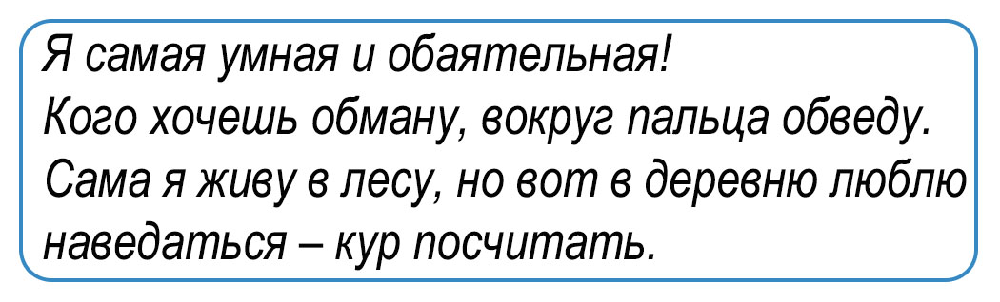 Я самая умная и обаятельная!
Кого хочешь обману, вокруг пальца обведу.
Сама я живу в лесу, но вот в деревню люблю
наведаться – кур посчитать.